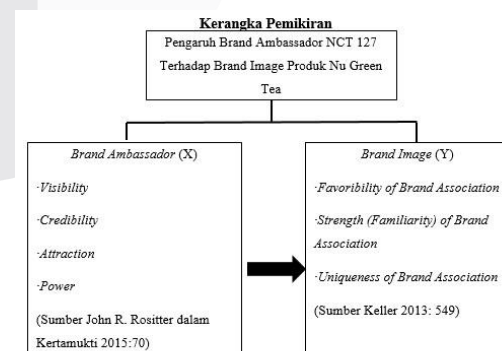 Kerangka Pemikiran
Pengaruh Brand Ambassador NCT 127
Terhadap Brand Image Produk Nu Green
Tea
Brand Ambassador (X)
·Visibility
·Credibility
·Attraction
·Power
(Sumber John R. Rositter dalam
Kertamukti 2015:70)
Brand Image (Y)
·Favoribility of Brand Association
·Strength (Familiarity) of Brand
Association
·Uniqueness of Brand Association
(Sumber Keller 2013: 549)